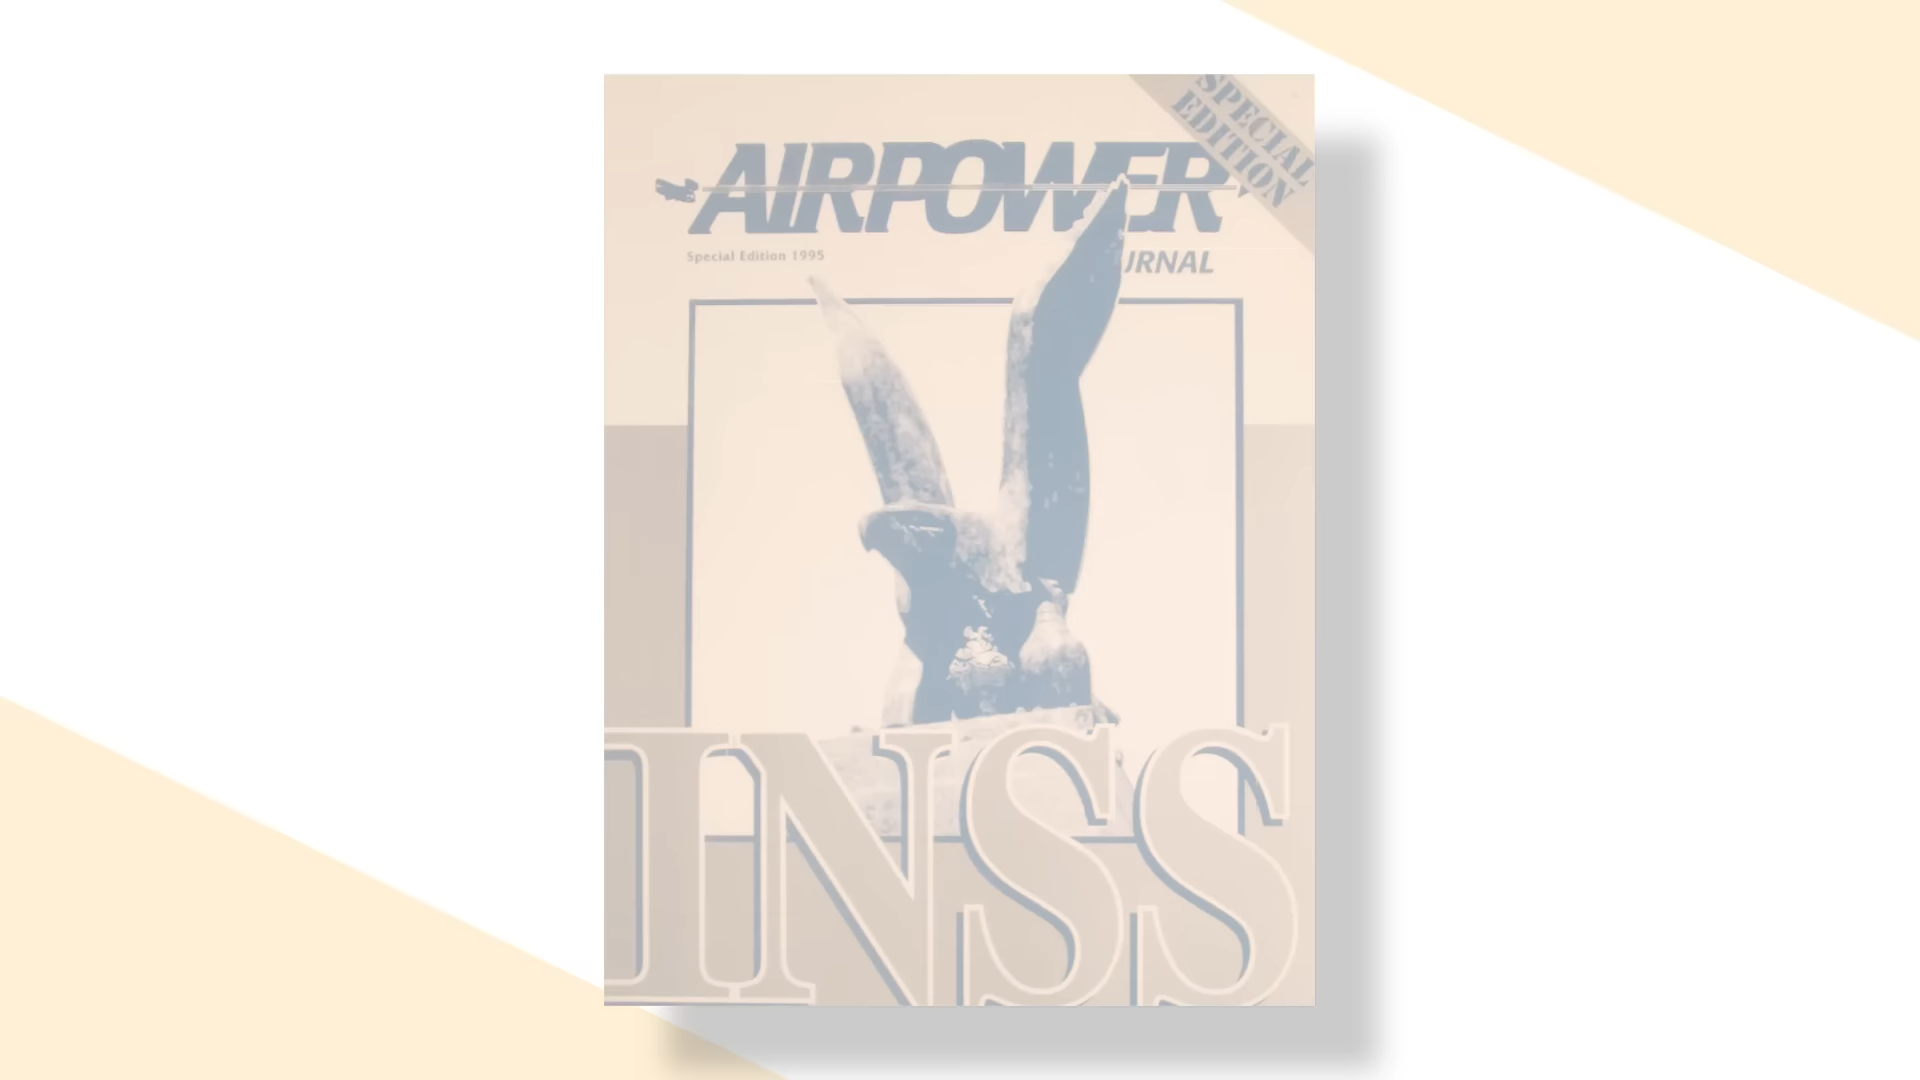 SPECIAL
EDITION
AIRPOWER
Special Edition 1995
URNAL
INSS